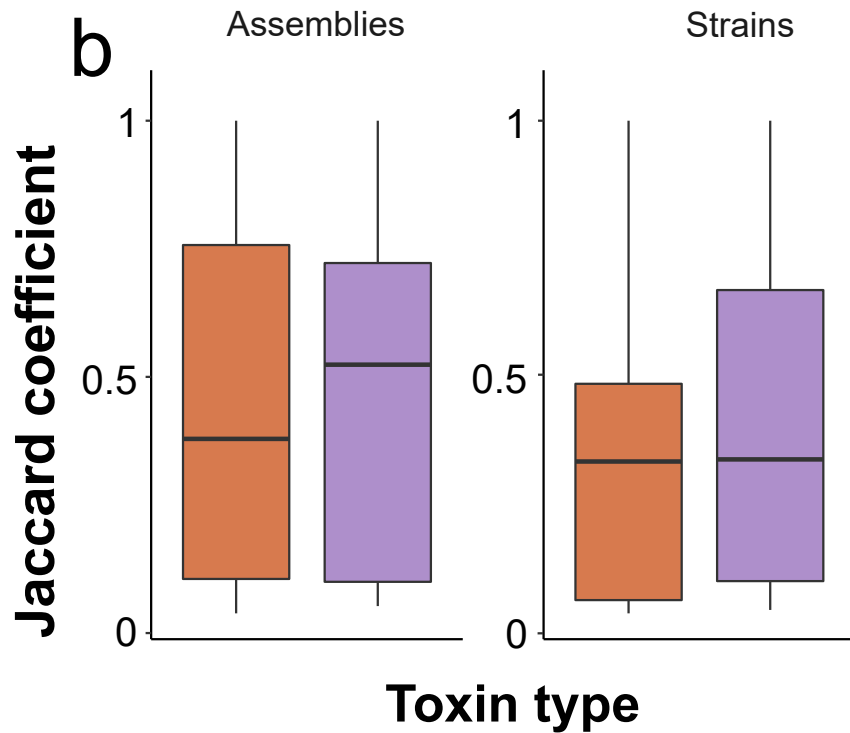 b
Assemblies
Strains
Jaccard coefficient
1
0.5
0
1
0.5
0
Toxin type